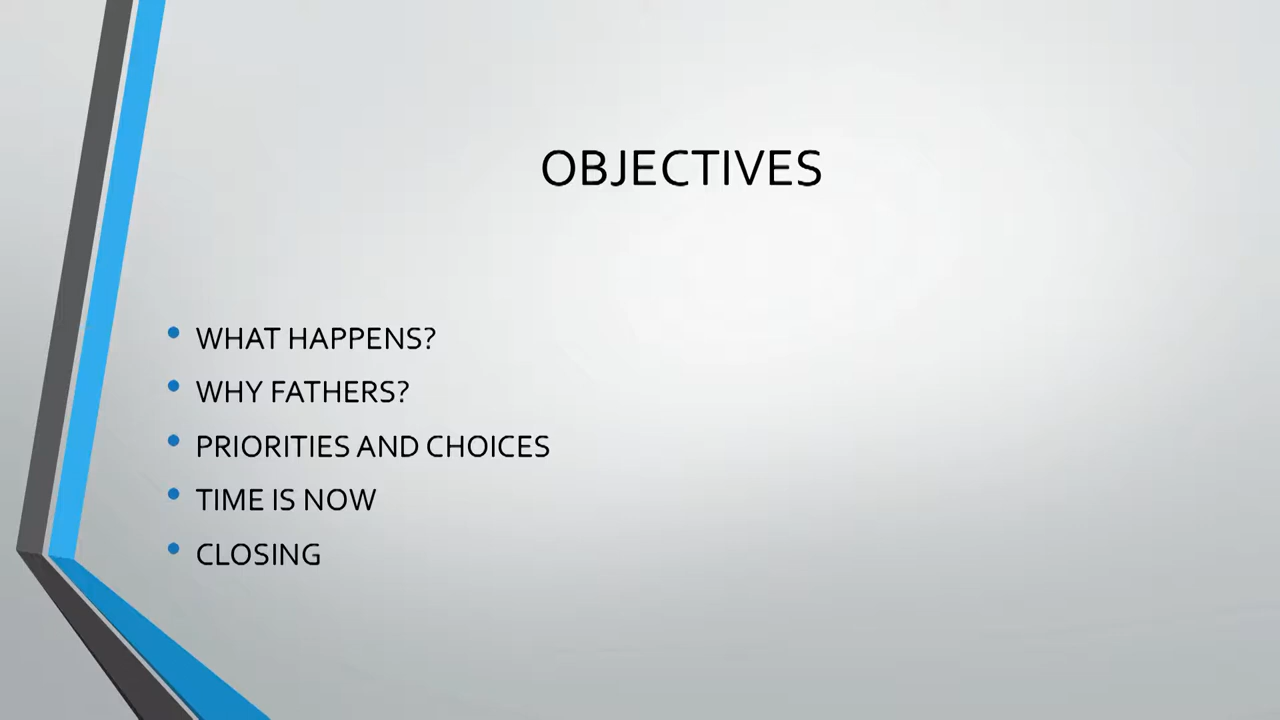 OBJECTIVES
• WHAT HAPPENS?
• WHY FATHERS?
• PRIORITIES AND CHOICES
• TIME IS NOW
• CLOSING